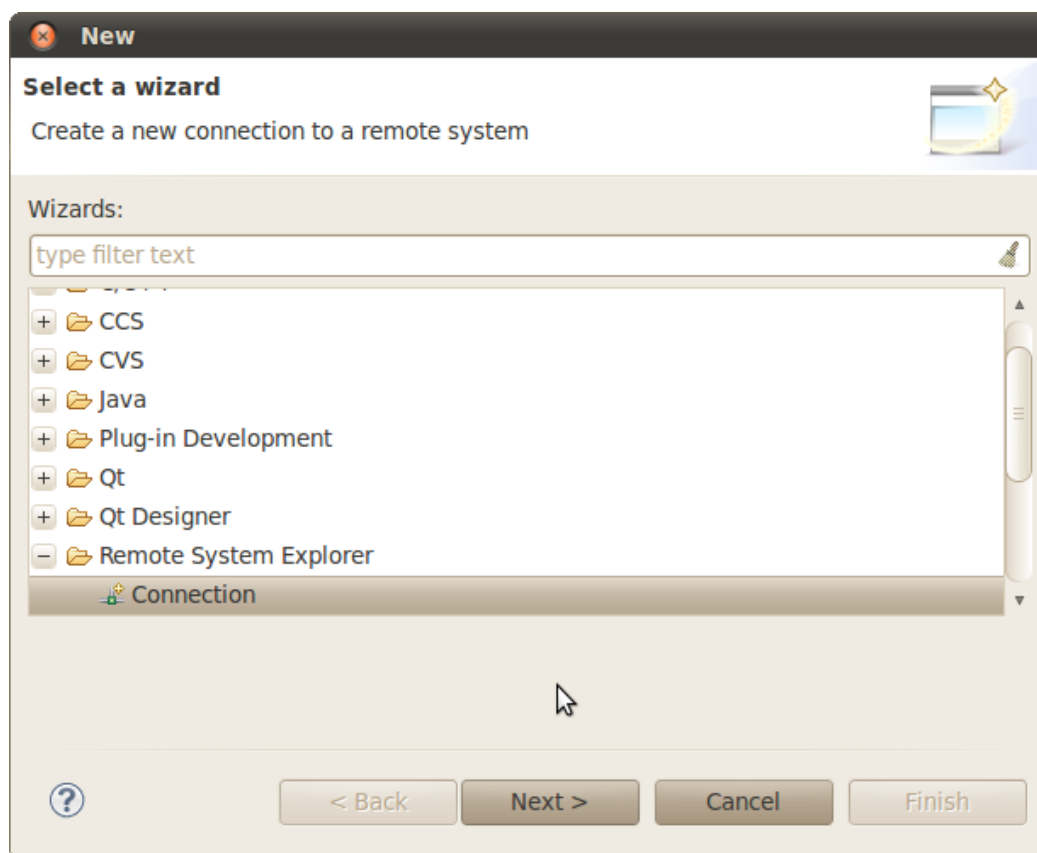 New
Select a wizard
Create a new connection to a remote system
Wizards:
type filter text
CCS
CVS
Java
Plug-in Development
Qt
Qt Designer
Remote System Explorer
Connection
< Back Next > Cancel Finish